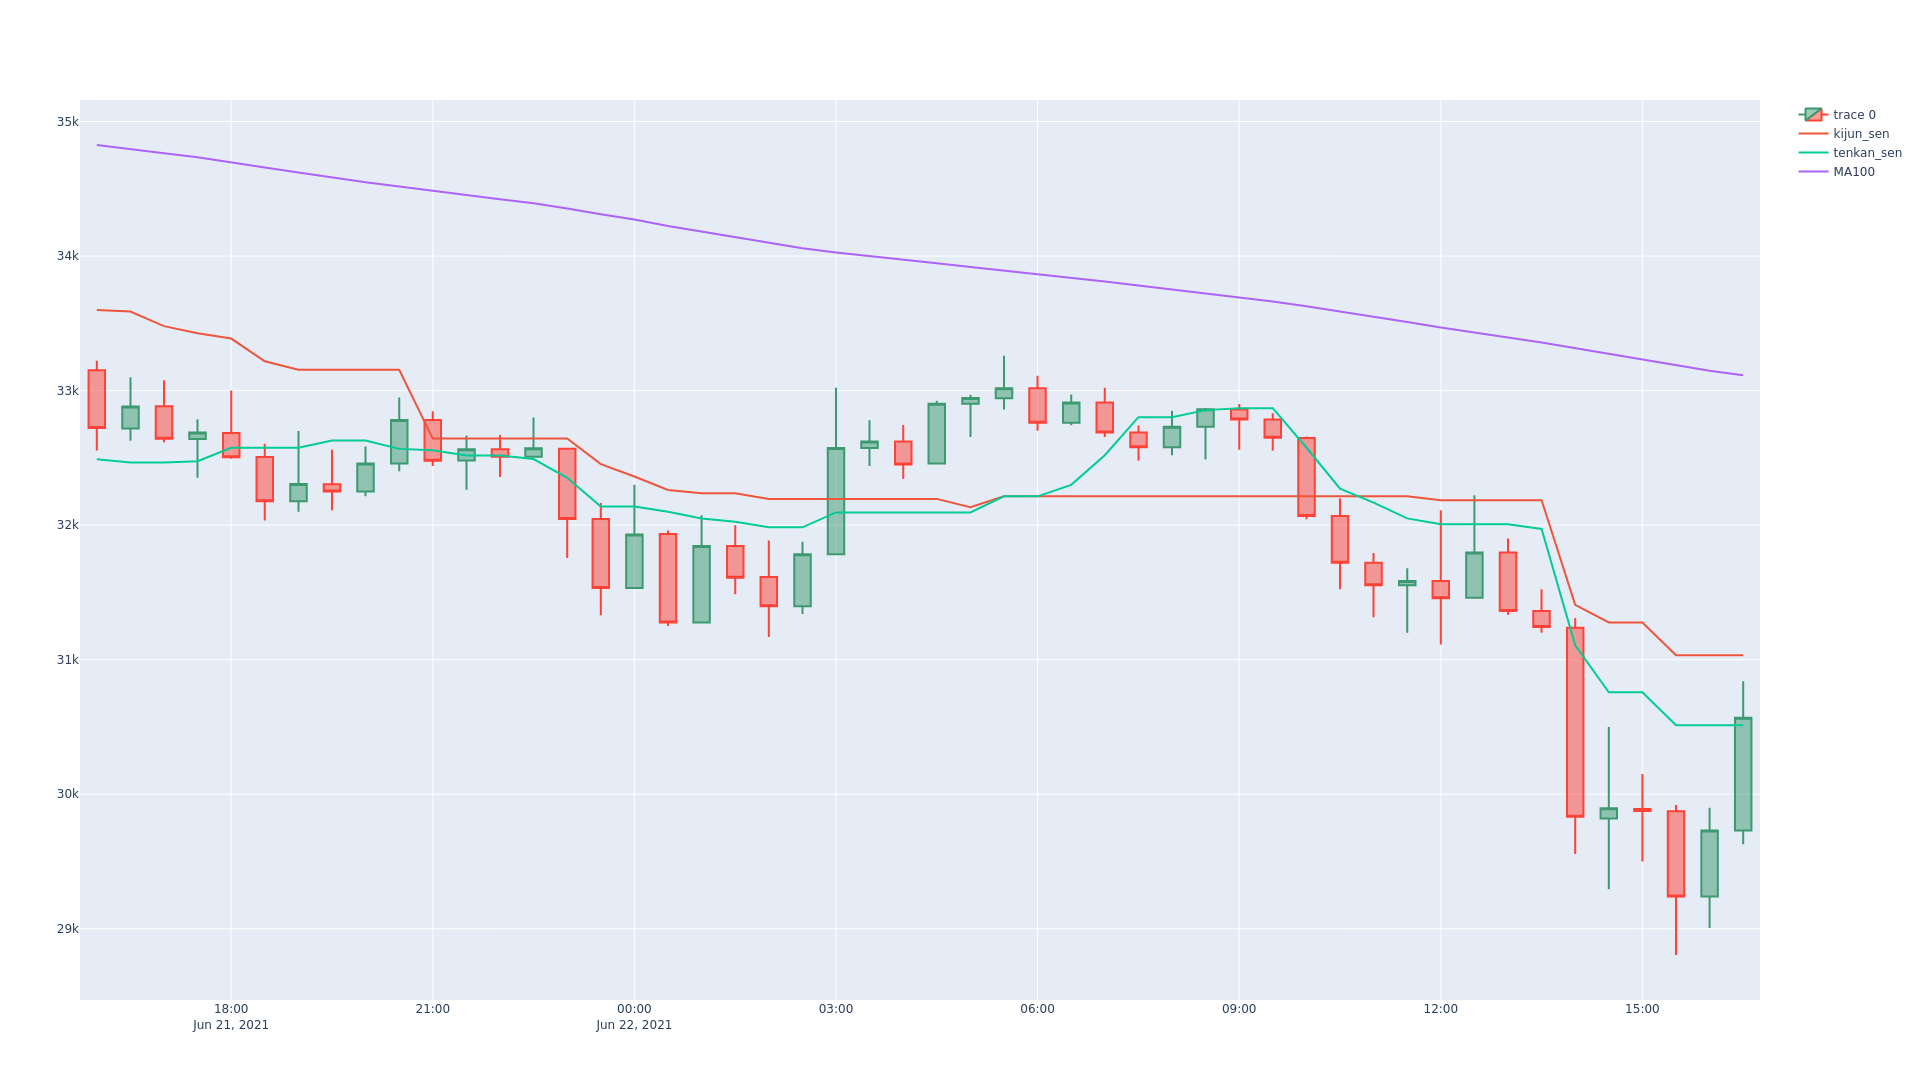 35k
34k
33k
32k
31k
30k
29k
18:00
Jun 21, 2021
21:00
00:00
Jun 22, 2021
03:00
06:00
09:00
12:00
15:00
trace 0
kijun_sen
tenkan_sen
MA100